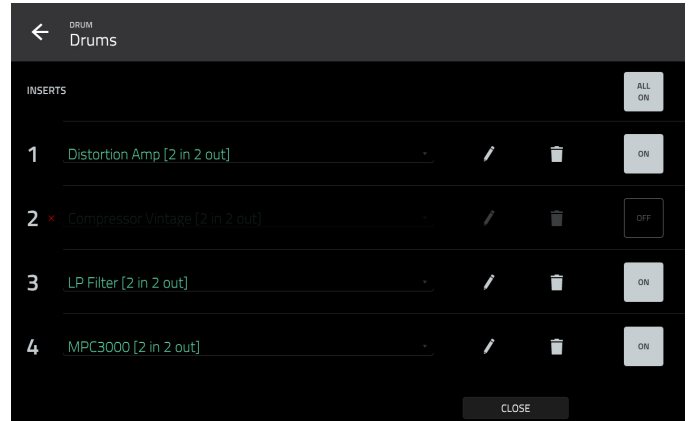 DRUM
Drums
INSERTS
ALL
ON
1 Distortion Amp [2 in 2 out] ON
2 × Compressor Vintage [2 in 2 out] OFF
3 LP Filter [2 in 2 out] ON
4 MPC3000 [2 in 2 out] ON
CLOSE